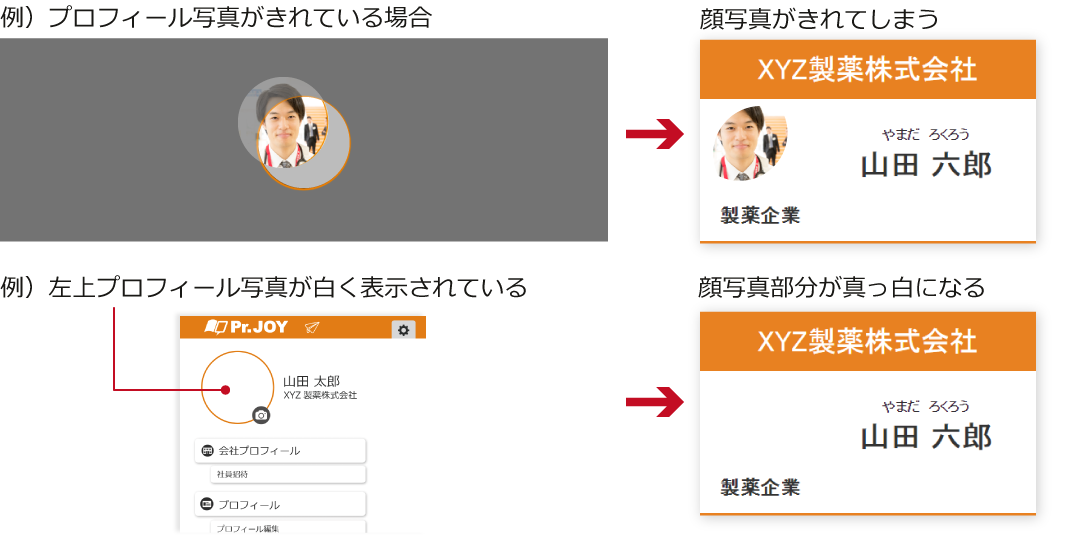 例）プロフィール写真がきれている場合
顔写真がきれてしまう
XYZ製薬株式会社
やまだ ろくろう
山田 六郎
製薬企業
例）左上プロフィール写真が白く表示されている
Pr.JOY
山田 太郎
XYZ 製薬株式会社
会社プロフィール
社員招待
プロフィール
プロフィール編集
顔写真部分が真っ白になる
XYZ製薬株式会社
やまだ ろくろう
山田 六郎
製薬企業